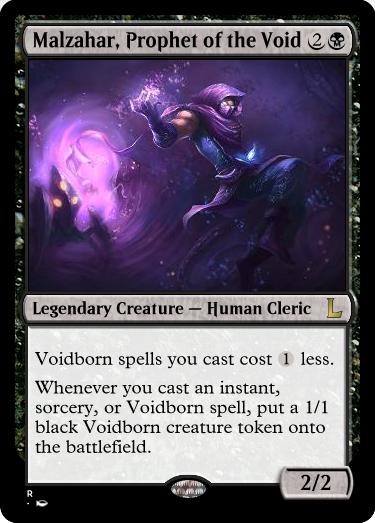 Malzahar, Prophet of the Void 2
Legendary Creature — Human Cleric L
Voidborn spells you cast cost 1 less.
Whenever you cast an instant,
sorcery, or Voidborn spell, put a 1/1
black Voidborn creature token onto
the battlefield.
2/2
R